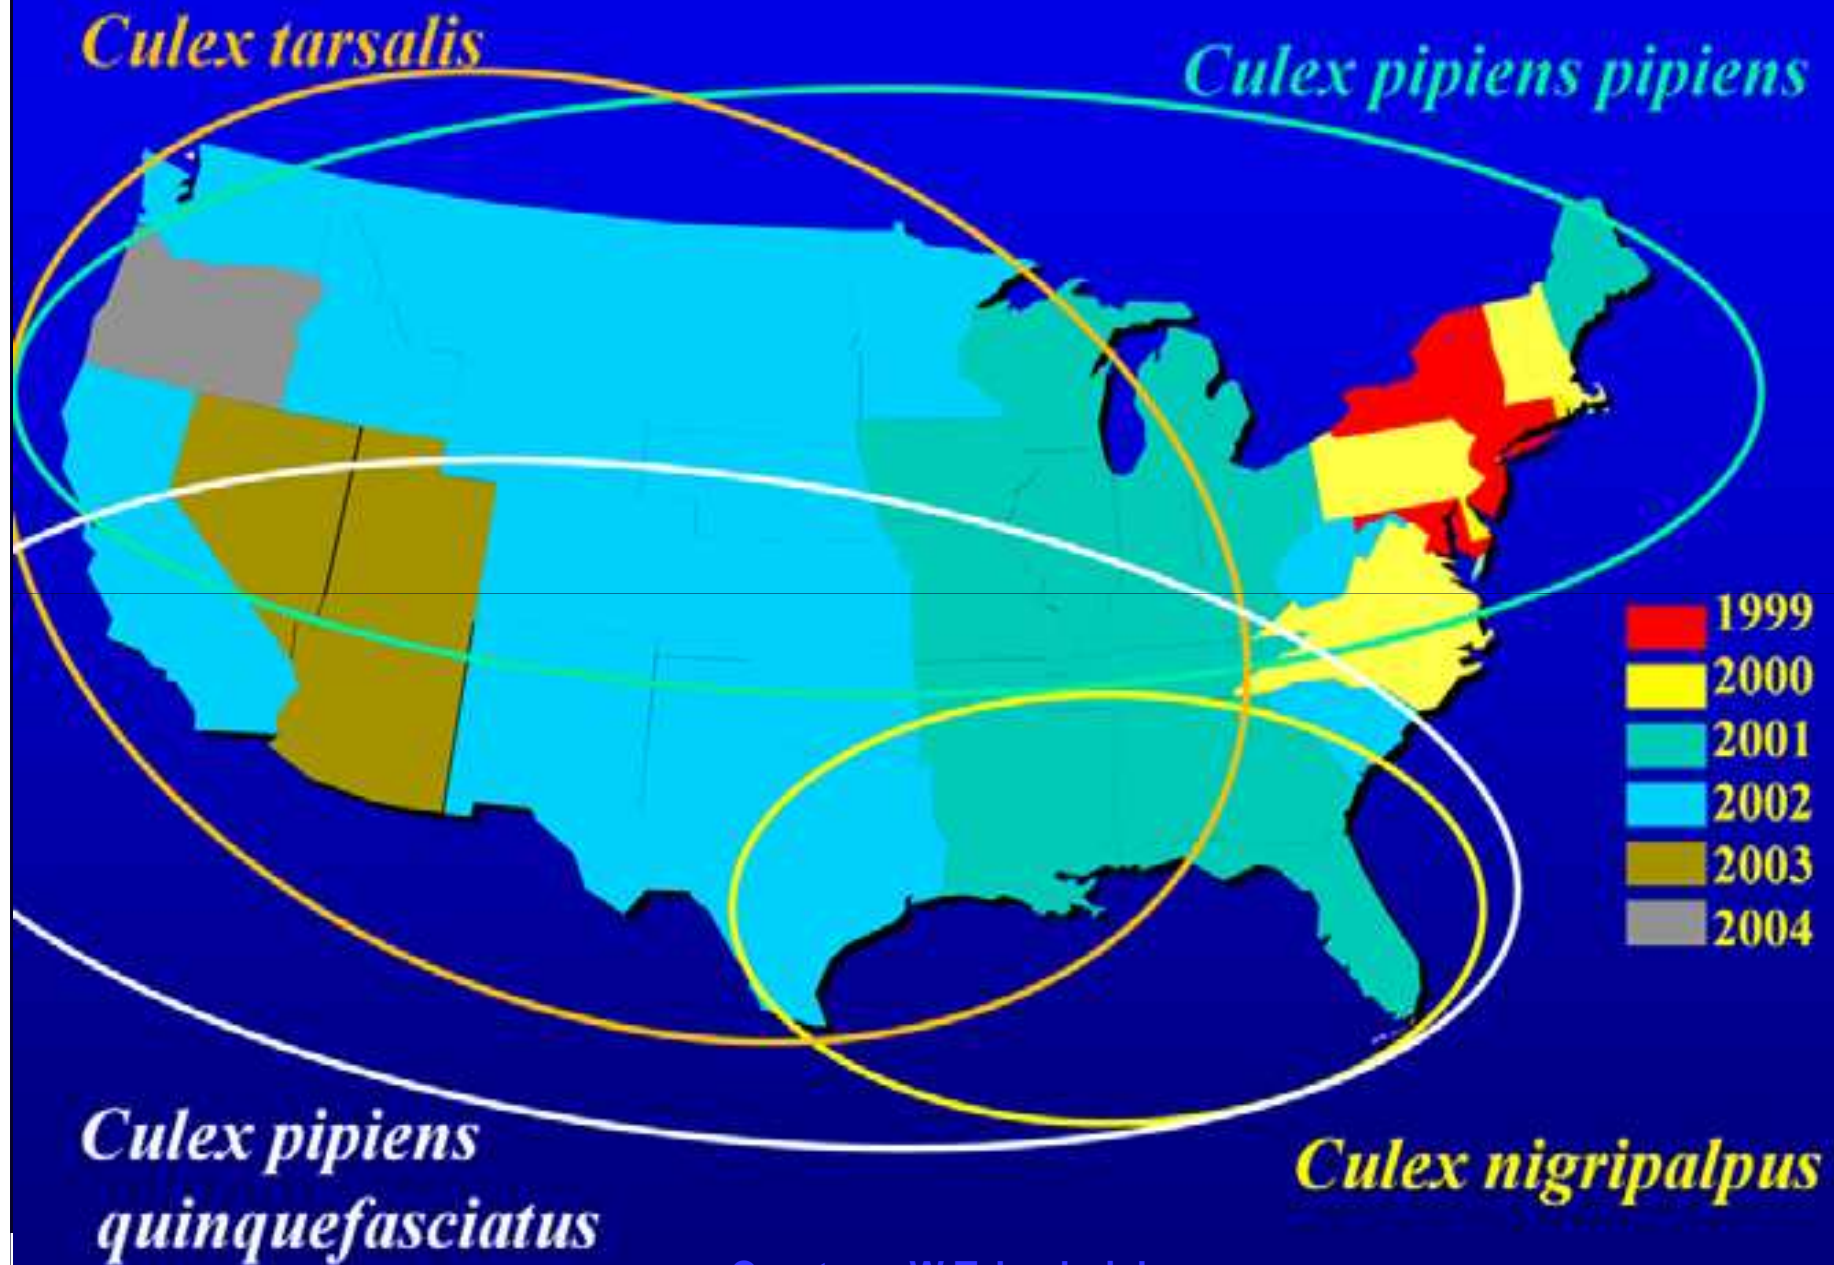 Culex tarsalis
Culex pipiens pipiens
1999
2000
2001
2002
2003
2004
Culex pipiens
quinquefasciatus
Culex nigripalpus